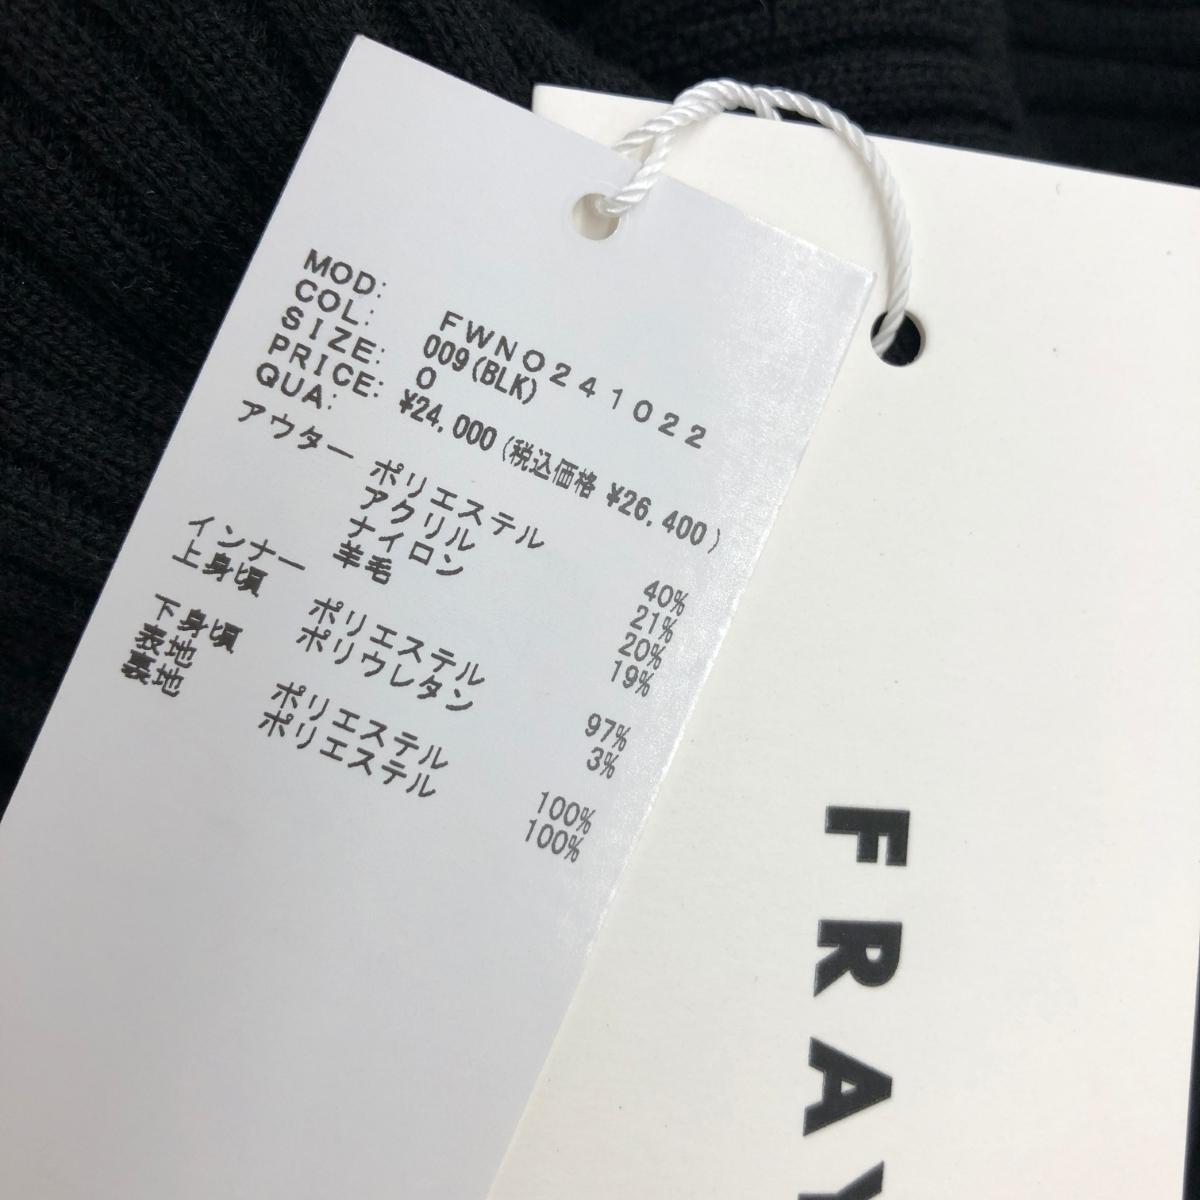 MOD: FWNO241022
COL: 009(BLK)
SIZE: 0
PRICE: ¥24,000(税込価格 ¥26,400)
QUA:
アウター ポリエステル 40%
アクリル 21%
ナイロン 20%
羊毛 19%
インナー
上身頃 ポリエステル 97%
ポリウレタン 3%
下身頃
表地 ポリエステル 100%
裏地 ポリエステル 100%
FRAY